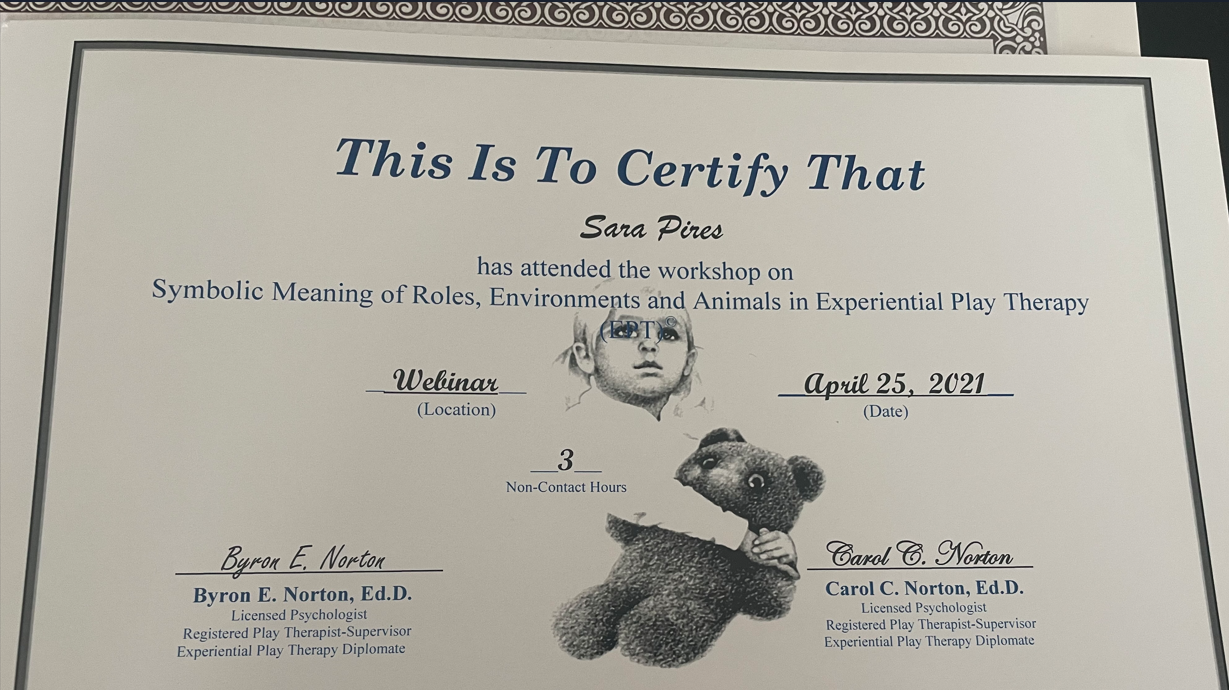 This Is To Certify That
Sara Pires
has attended the workshop on
Symbolic Meaning of Roles, Environments and Animals in Experiential Play Therapy
(EPT)©
Webinar
(Location)
April 25, 2021
(Date)
3
Non-Contact Hours
Byron E. Norton
Byron E. Norton, Ed.D.
Licensed Psychologist
Registered Play Therapist-Supervisor
Experiential Play Therapy Diplomate
Carol C. Norton
Carol C. Norton, Ed.D.
Licensed Psychologist
Registered Play Therapist-Supervisor
Experiential Play Therapy Diplomate